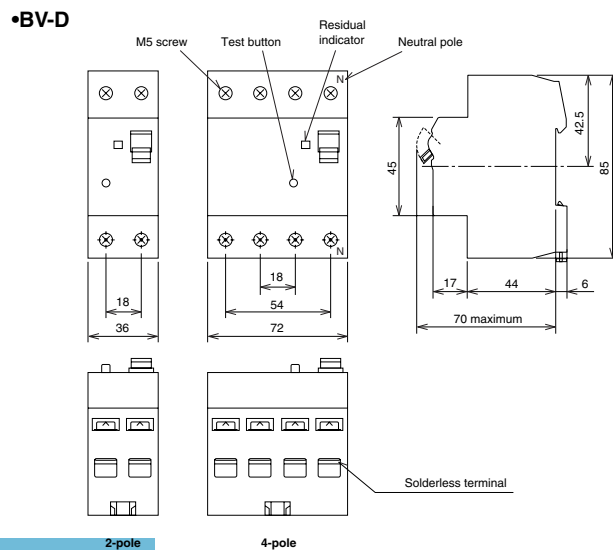 •BV-D
M5 screw
Test button
Residual
indicator
Neutral pole
N
N
18
36
18
54
72
45
42.5
85
17
44
6
70 maximum
Solderless terminal
2-pole
4-pole